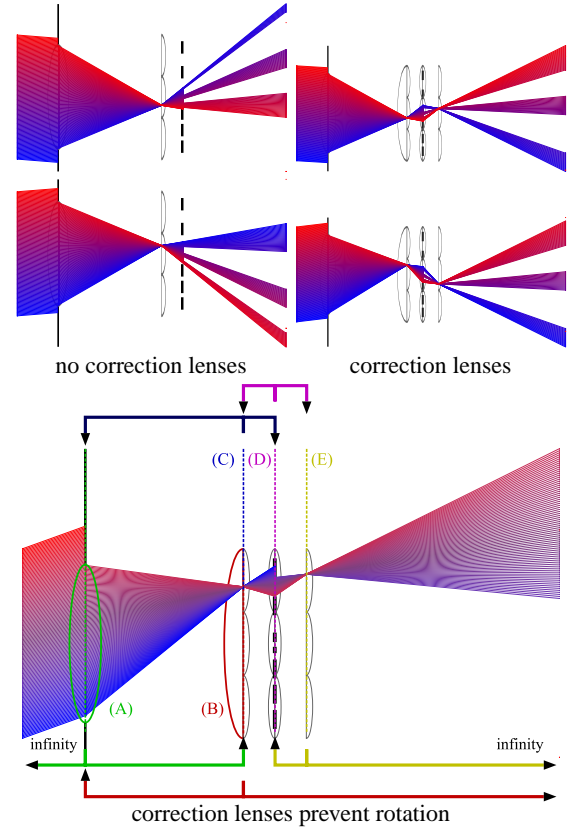 no correction lenses
correction lenses
(C)
(D)
(E)
(A)
(B)
infinity
infinity
correction lenses prevent rotation